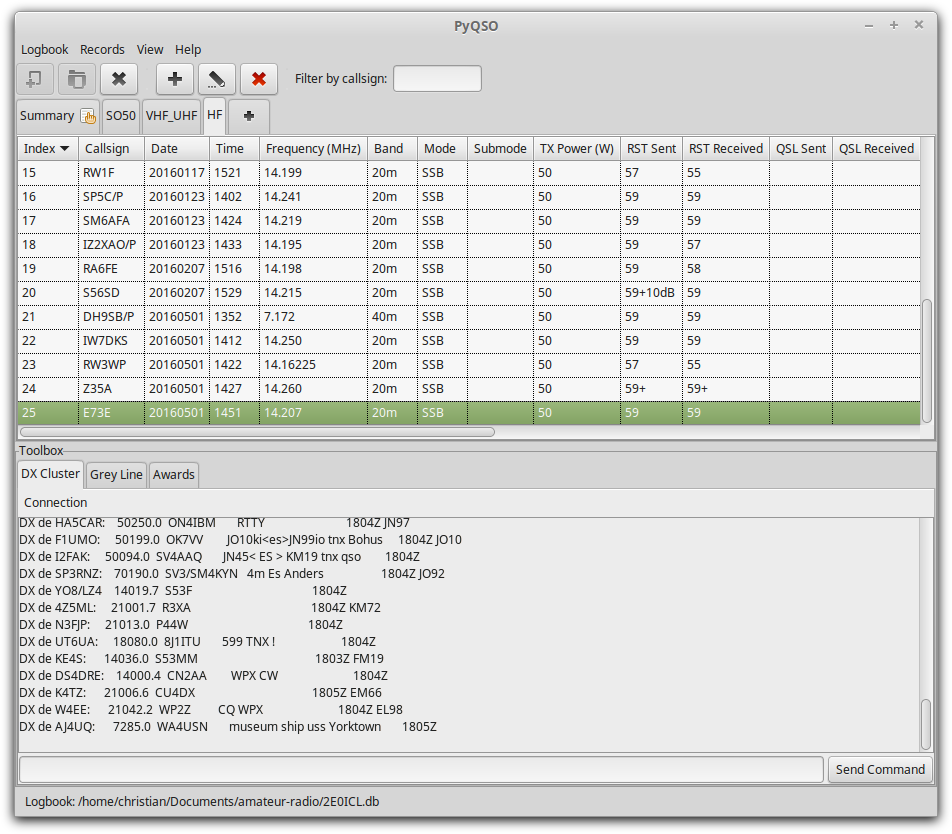 PyQSO
Logbook Records View Help
Filter by callsign:
Summary SO50 VHF_UHF HF
Index Callsign Date Time Frequency (MHz) Band Mode Submode TX Power (W) RST Sent RST Received QSL Sent QSL Received
15 RW1F 20160117 1521 14.199 20m SSB 50 57 55
16 SP5C/P 20160123 1402 14.241 20m SSB 50 59 59
17 SM6AFA 20160123 1424 14.219 20m SSB 50 59 59
18 IZ2XAO/P 20160123 1433 14.195 20m SSB 50 59 57
19 RA6FE 20160207 1516 14.198 20m SSB 50 59 58
20 S56SD 20160207 1529 14.215 20m SSB 50 59+10dB 59
21 DH9SB/P 20160501 1352 7.172 40m SSB 50 59 59
22 IW7DKS 20160501 1412 14.250 20m SSB 50 59 59
23 RW3WP 20160501 1422 14.16225 20m SSB 50 57 55
24 Z35A 20160501 1427 14.260 20m SSB 50 59+ 59+
25 E73E 20160501 1451 14.207 20m SSB 50 59 59
Toolbox
DX Cluster Grey Line Awards
Connection
DX de HA5CAR: 50250.0 ON4IBM RTTY 1804Z JN97
DX de F1UMO: 50199.0 OK7VV JO10ki<es>JN99io tnx Bohus 1804Z JO10
DX de I2FAK: 50094.0 SV4AAQ JN45< ES > KM19 tnx qso 1804Z
DX de SP3RNZ: 70190.0 SV3/SM4KYN 4m Es Anders 1804Z JO92
DX de YO8/LZ4 14019.7 S53F 1804Z
DX de 4Z5ML: 21001.7 R3XA 1804Z KM72
DX de N3FJP: 21013.0 P44W 1804Z
DX de UT6UA: 18080.0 8J1ITU 599 TNX ! 1804Z
DX de KE4S: 14036.0 S53MM 1803Z FM19
DX de DS4DRE: 14000.4 CN2AA WPX CW 1804Z
DX de K4TZ: 21006.6 CU4DX 1805Z EM66
DX de W4EE: 21042.2 WP2Z CQ WPX 1804Z EL98
DX de AJ4UQ: 7285.0 WA4USN museum ship uss Yorktown 1805Z
Send Command
Logbook: /home/christian/Documents/amateur-radio/2E0ICL.db